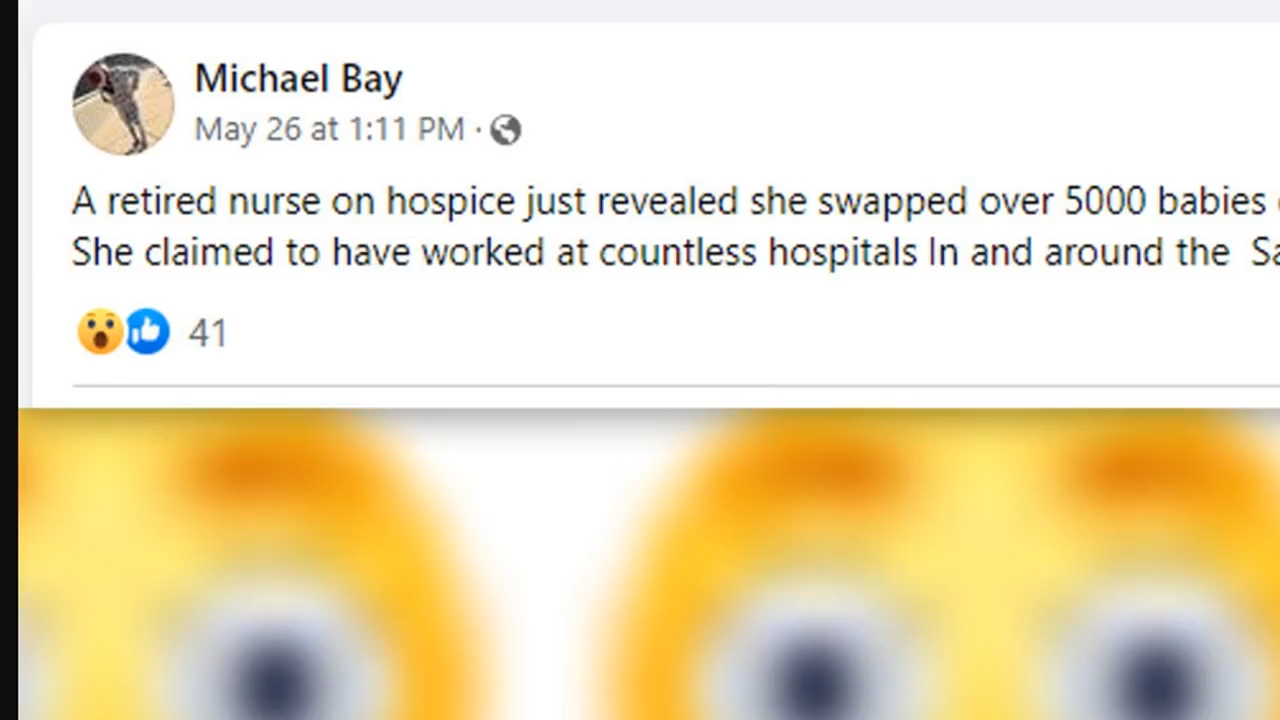 Michael Bay
May 26 at 1:11 PM ·
A retired nurse on hospice just revealed she swapped over 5000 babies
She claimed to have worked at countless hospitals In and around the
41